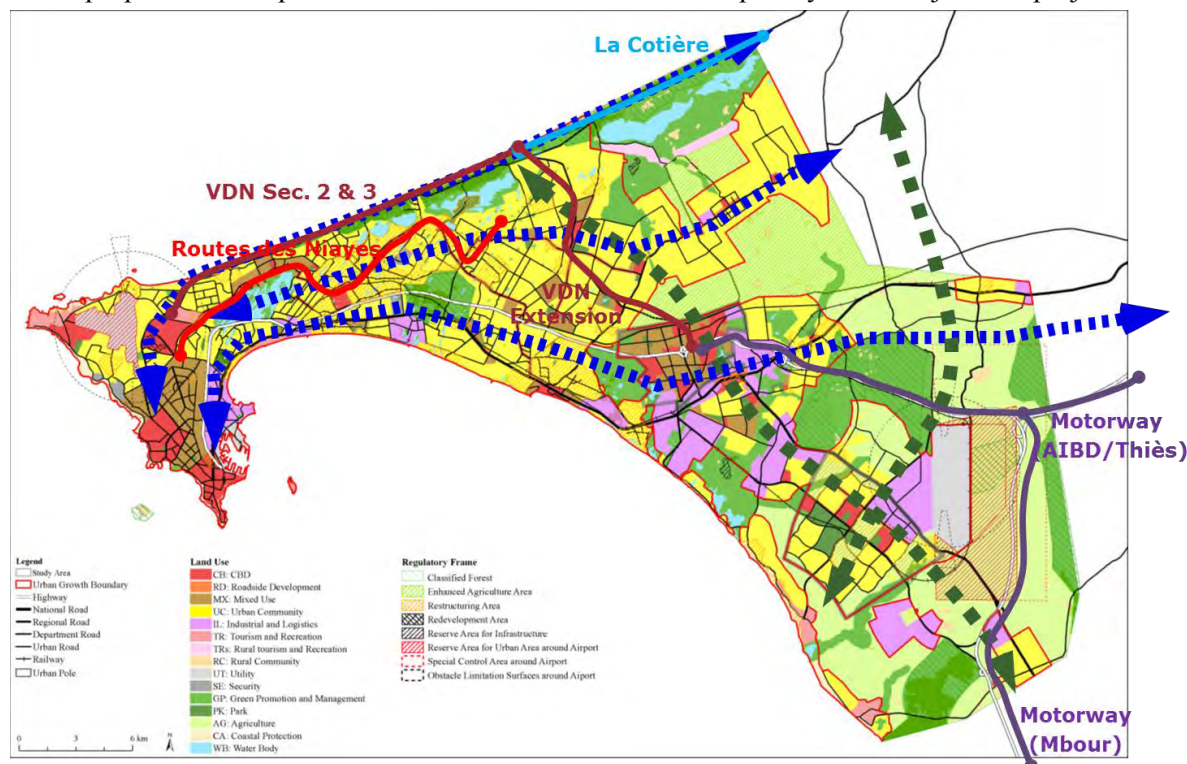 La Cotière
VDN Sec. 2 & 3
Routes des Niayes
VDN
Extension
Motorway
(AIBD/Thiès)
Motorway
(Mbour)
Legend
Study Area
Urban Growth Boundary
Highway
National Road
Regional Road
Department Road
Urban Road
Railway
Urban Pole
0 3 6 km
N
Land Use
CB: CBD
RD: Roadside Development
MX: Mixed Use
UC: Urban Community
IL: Industrial and Logistics
TR: Tourism and Recreation
TRs: Rural tourism and Recreation
RC: Rural Community
UT: Utility
SE: Security
GP: Green Promotion and Management
PK: Park
AG: Agriculture
CA: Coastal Protection
WB: Water Body
Regulatory Frame
Classified Forest
Enhanced Agriculture Area
Restructuring Area
Redevelopment Area
Reserve Area for Infrastructure
Reserve Area for Urban Area around Airport
Special Control Area around Airport
Obstacle Limitation Surfaces around Aiport